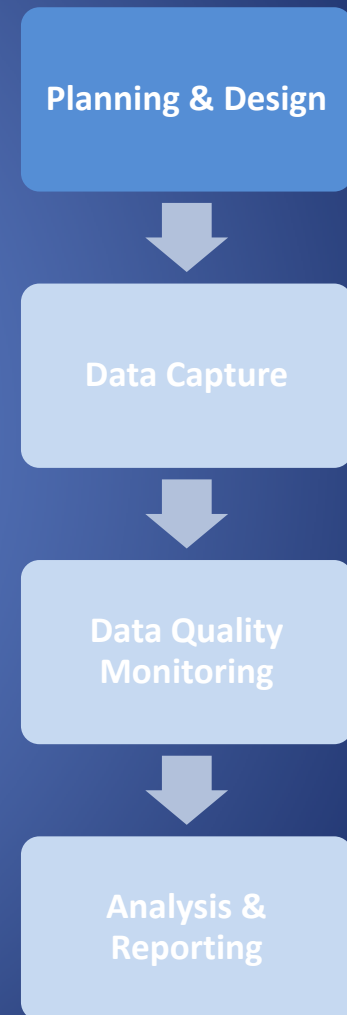 Planning & Design
Data Capture
Data Quality
Monitoring
Analysis &
Reporting